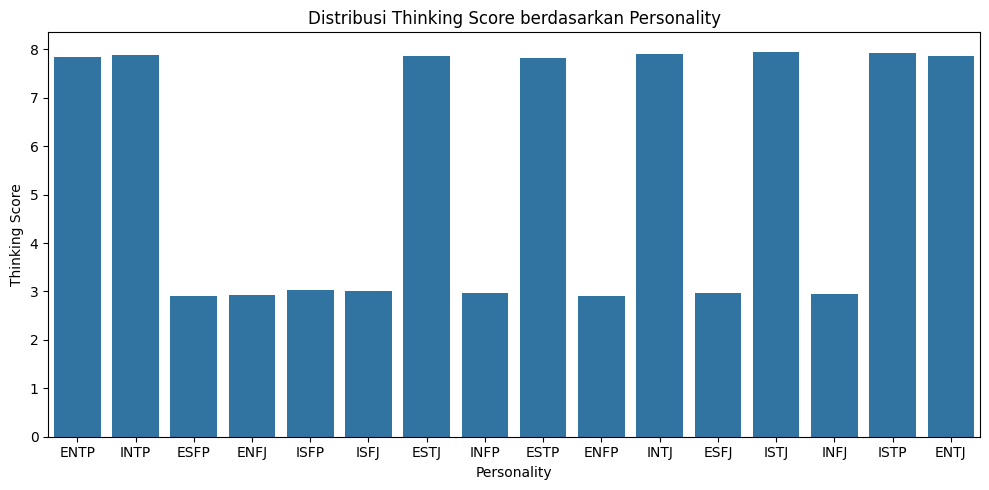 Distribusi Thinking Score berdasarkan Personality
Thinking Score
8
7
6
5
4
3
2
1
0
ENTP INTP ESFP ENFJ ISFP ISFJ ESTJ INFP ESTP ENFP INTJ ESFJ ISTJ INFJ ISTP ENTJ
Personality